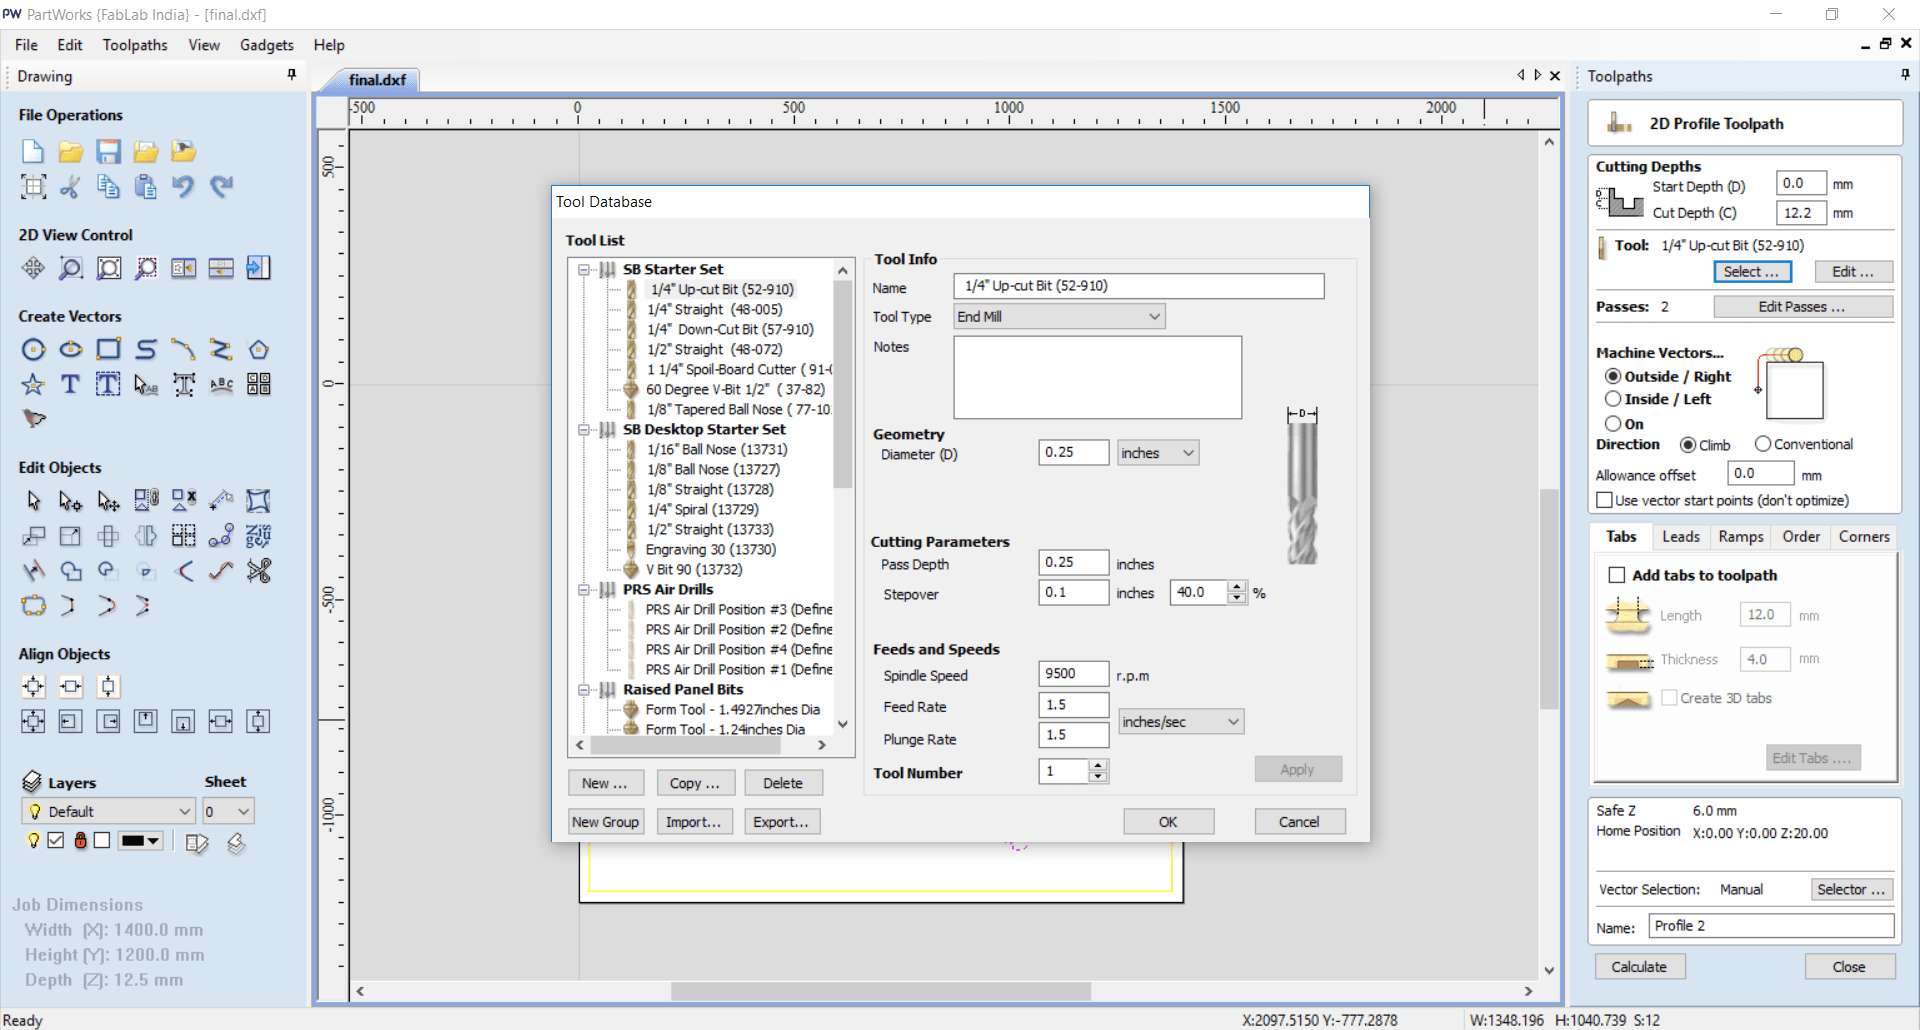 PW PartWorks {FabLab India} - [final.dxf]
File Edit Toolpaths View Gadgets Help
Drawing
File Operations
2D View Control
Create Vectors
Edit Objects
Align Objects
Layers Sheet
Default 0
Job Dimensions
Width (X): 1400.0 mm
Height (Y): 1200.0 mm
Depth (Z): 12.5 mm
Ready
final.dxf
-500 0 500 1000 1500 2000
500
0
-500
-1000
Tool Database
Tool List
SB Starter Set
1/4" Up-cut Bit (52-910)
1/4" Straight (48-005)
1/4" Down-Cut Bit (57-910)
1/2" Straight (48-072)
1 1/4" Spoil-Board Cutter ( 91-0
60 Degree V-Bit 1/2" ( 37-82)
1/8" Tapered Ball Nose ( 77-10
SB Desktop Starter Set
1/16" Ball Nose (13731)
1/8" Ball Nose (13727)
1/8" Straight (13728)
1/4" Spiral (13729)
1/2" Straight (13733)
Engraving 30 (13730)
V Bit 90 (13732)
PRS Air Drills
PRS Air Drill Position #3 (Define
PRS Air Drill Position #2 (Define
PRS Air Drill Position #4 (Define
PRS Air Drill Position #1 (Define
Raised Panel Bits
Form Tool - 1.4927inches Dia
Form Tool - 1.24inches Dia
New ... Copy ... Delete
New Group Import... Export...
Tool Info
Name 1/4" Up-cut Bit (52-910)
Tool Type End Mill
Notes
D
Geometry
Diameter (D) 0.25 inches
Cutting Parameters
Pass Depth 0.25 inches
Stepover 0.1 inches 40.0 %
Feeds and Speeds
Spindle Speed 9500 r.p.m
Feed Rate 1.5
inches/sec
Plunge Rate 1.5
Tool Number 1
Apply
OK Cancel
Toolpaths
2D Profile Toolpath
Cutting Depths
Start Depth (D) 0.0 mm
Cut Depth (C) 12.2 mm
D
C
Tool: 1/4" Up-cut Bit (52-910)
Select ... Edit ...
Passes: 2 Edit Passes ...
Machine Vectors...
Outside / Right
Inside / Left
On
Direction Climb Conventional
Allowance offset 0.0 mm
Use vector start points (don't optimize)
Tabs Leads Ramps Order Corners
Add tabs to toolpath
Length 12.0 mm
Thickness 4.0 mm
Create 3D tabs
Edit Tabs ....
Safe Z 6.0 mm
Home Position X:0.00 Y:0.00 Z:20.00
Vector Selection: Manual Selector ...
Name: Profile 2
Calculate Close
X:2097.5150 Y:-777.2878 W:1348.196 H:1040.739 S:12